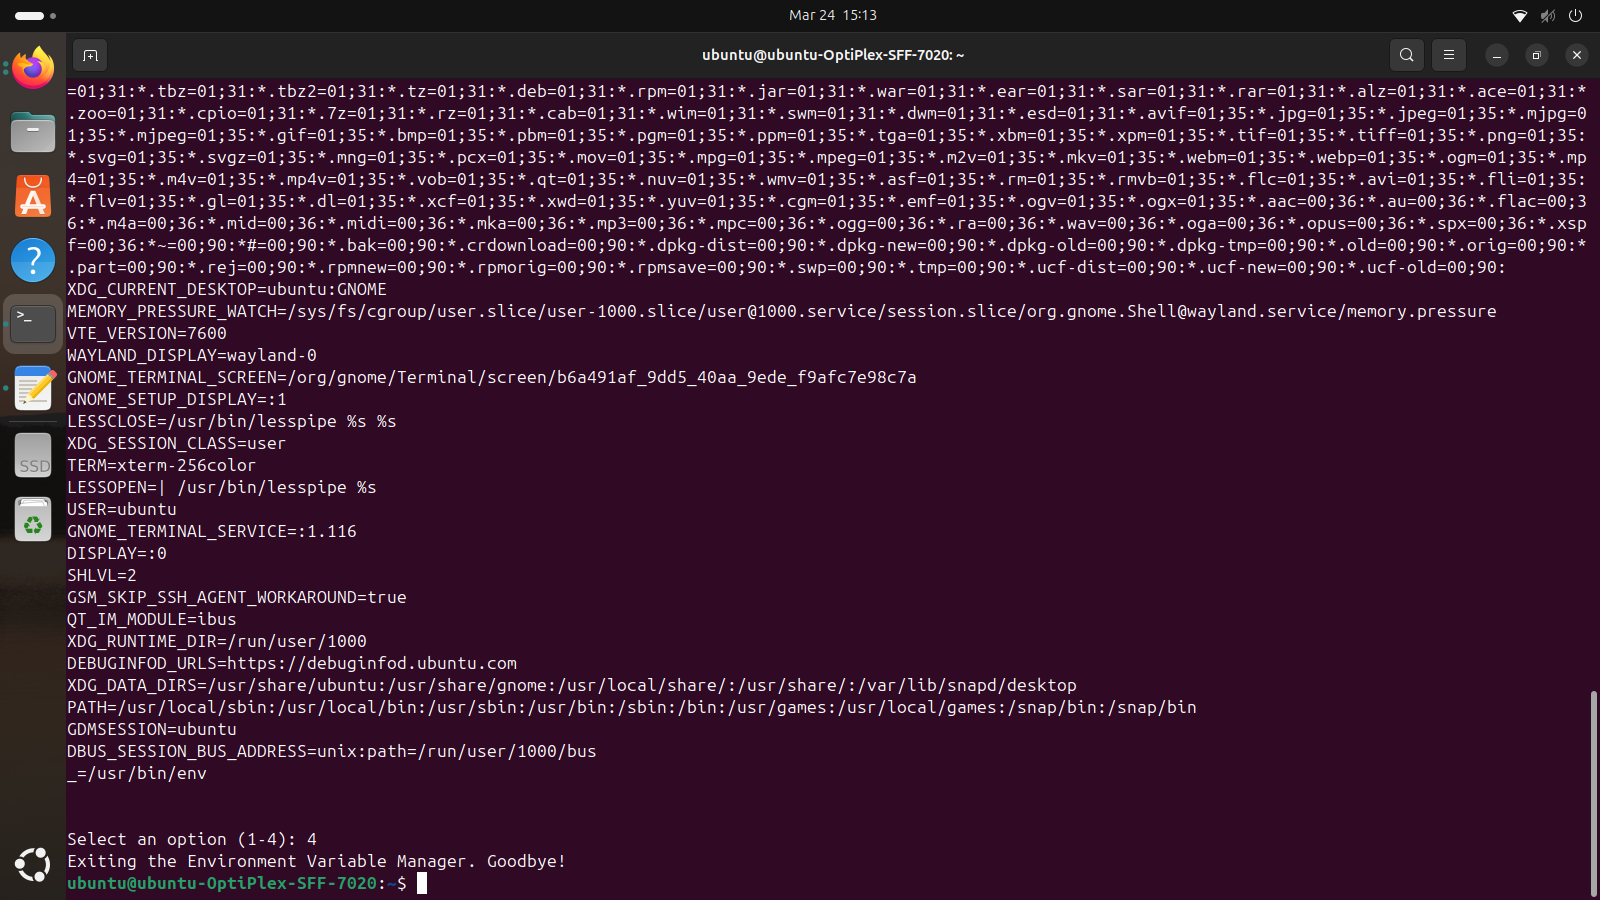 Mar 24 15:13
ubuntu@ubuntu-OptiPlex-SFF-7020: ~
=01;31:*.tbz=01;31:*.tbz2=01;31:*.tz=01;31:*.deb=01;31:*.rpm=01;31:*.jar=01;31:*.war=01;31:*.ear=01;31:*.sar=01;31:*.rar=01;31:*.alz=01;31:*.ace=01;31:*
.zoo=01;31:*.cpio=01;31:*.7z=01;31:*.rz=01;31:*.cab=01;31:*.wim=01;31:*.swm=01;31:*.dwm=01;31:*.esd=01;31:*.avif=01;35:*.jpg=01;35:*.jpeg=01;35:*.mjpg=0
1;35:*.mjpeg=01;35:*.gif=01;35:*.bmp=01;35:*.pbm=01;35:*.pgm=01;35:*.ppm=01;35:*.tga=01;35:*.xbm=01;35:*.xpm=01;35:*.tif=01;35:*.tiff=01;35:*.png=01;35:
*.svg=01;35:*.svgz=01;35:*.mng=01;35:*.pcx=01;35:*.mov=01;35:*.mpg=01;35:*.mpeg=01;35:*.m2v=01;35:*.mkv=01;35:*.webm=01;35:*.webp=01;35:*.ogm=01;35:*.mp
4=01;35:*.m4v=01;35:*.mp4v=01;35:*.vob=01;35:*.qt=01;35:*.nuv=01;35:*.wmv=01;35:*.asf=01;35:*.rm=01;35:*.rmvb=01;35:*.flc=01;35:*.avi=01;35:*.fli=01;35:
*.flv=01;35:*.gl=01;35:*.dl=01;35:*.xcf=01;35:*.xwd=01;35:*.yuv=01;35:*.cgm=01;35:*.emf=01;35:*.ogv=01;35:*.ogx=01;35:*.aac=00;36:*.au=00;36:*.flac=00;3
6:*.m4a=00;36:*.mid=00;36:*.midi=00;36:*.mka=00;36:*.mp3=00;36:*.mpc=00;36:*.ogg=00;36:*.ra=00;36:*.wav=00;36:*.oga=00;36:*.opus=00;36:*.spx=00;36:*.xsp
f=00;36:*~=00;90:*#=00;90:*.bak=00;90:*.crdownload=00;90:*.dpkg-dist=00;90:*.dpkg-new=00;90:*.dpkg-old=00;90:*.dpkg-tmp=00;90:*.old=00;90:*.orig=00;90:*
.part=00;90:*.rej=00;90:*.rpmnew=00;90:*.rpmorig=00;90:*.rpmsave=00;90:*.swp=00;90:*.tmp=00;90:*.ucf-dist=00;90:*.ucf-new=00;90:*.ucf-old=00;90:
XDG_CURRENT_DESKTOP=ubuntu:GNOME
MEMORY_PRESSURE_WATCH=/sys/fs/cgroup/user.slice/user-1000.slice/user@1000.service/session.slice/org.gnome.Shell@wayland.service/memory.pressure
VTE_VERSION=7600
WAYLAND_DISPLAY=wayland-0
GNOME_TERMINAL_SCREEN=/org/gnome/Terminal/screen/b6a491af_9dd5_40aa_9ede_f9afc7e98c7a
GNOME_SETUP_DISPLAY=:1
LESSCLOSE=/usr/bin/lesspipe %s %s
XDG_SESSION_CLASS=user
TERM=xterm-256color
LESSOPEN=| /usr/bin/lesspipe %s
USER=ubuntu
GNOME_TERMINAL_SERVICE=:1.116
DISPLAY=:0
SHLVL=2
GSM_SKIP_SSH_AGENT_WORKAROUND=true
QT_IM_MODULE=ibus
XDG_RUNTIME_DIR=/run/user/1000
DEBUGINFOD_URLS=https://debuginfod.ubuntu.com
XDG_DATA_DIRS=/usr/share/ubuntu:/usr/share/gnome:/usr/local/share/:/usr/share/:/var/lib/snapd/desktop
PATH=/usr/local/sbin:/usr/local/bin:/usr/sbin:/usr/bin:/sbin:/bin:/usr/games:/usr/local/games:/snap/bin:/snap/bin
GDMSESSION=ubuntu
DBUS_SESSION_BUS_ADDRESS=unix:path=/run/user/1000/bus
_=/usr/bin/env
Select an option (1-4): 4
Exiting the Environment Variable Manager. Goodbye!
ubuntu@ubuntu-OptiPlex-SFF-7020:~$
SSD